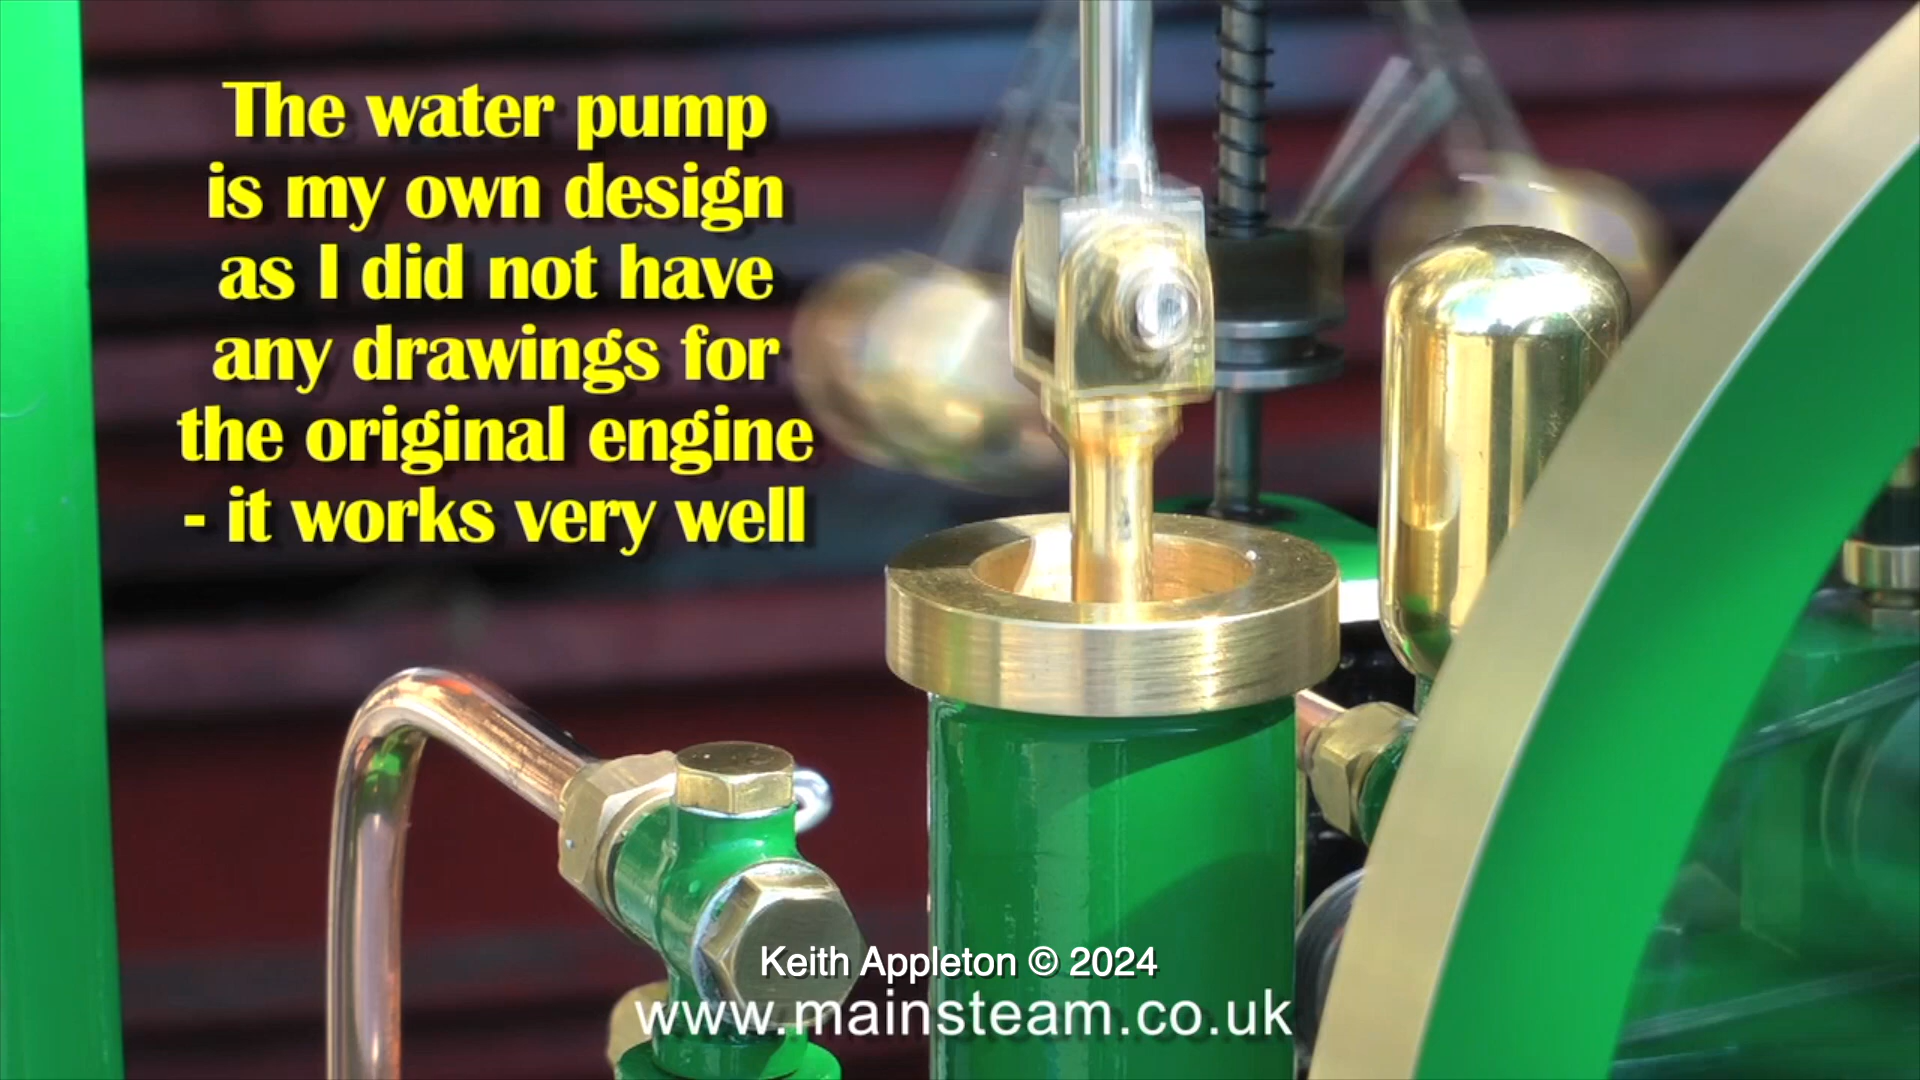 The water pump
is my own design
as I did not have
any drawings for
the original engine
- it works very well
Keith Appleton © 2024
www.mainsteam.co.uk